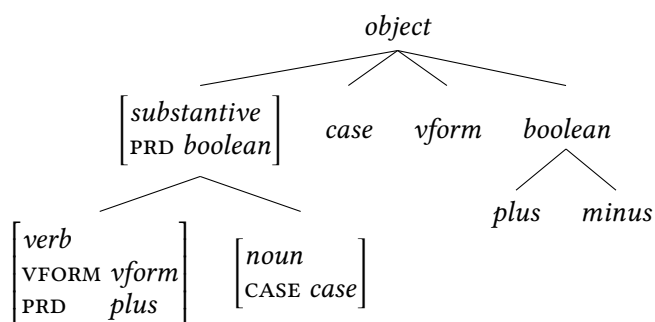 object
substantive
PRD boolean
case
vform
boolean
plus
minus
verb
VFORM vform
PRD plus
noun
CASE case